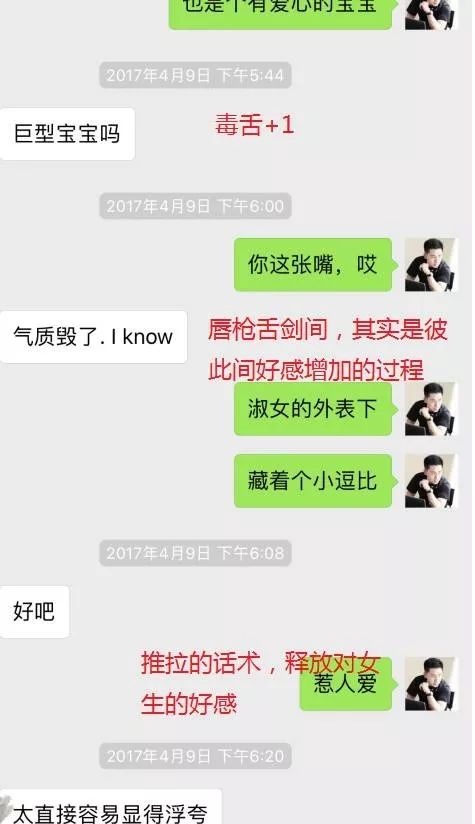 也是个有爱心的宝宝
2017年4月9日 下午5:44
巨型宝宝吗
毒舌+1
2017年4月9日 下午6:00
你这张嘴，哎
气质毁了. I know
唇枪舌剑间，其实是彼
此间好感增加的过程
淑女的外表下
藏着个小逗比
2017年4月9日 下午6:08
好吧
推拉的话术，释放对女
生的好感
惹人爱
2017年4月9日 下午6:20
太直接容易显得浮夸